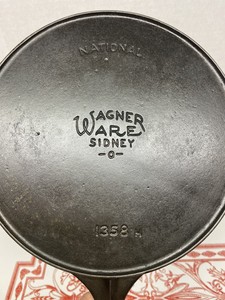 NATIONAL
WAGNER
WARE
SIDNEY
-O-
1358 A